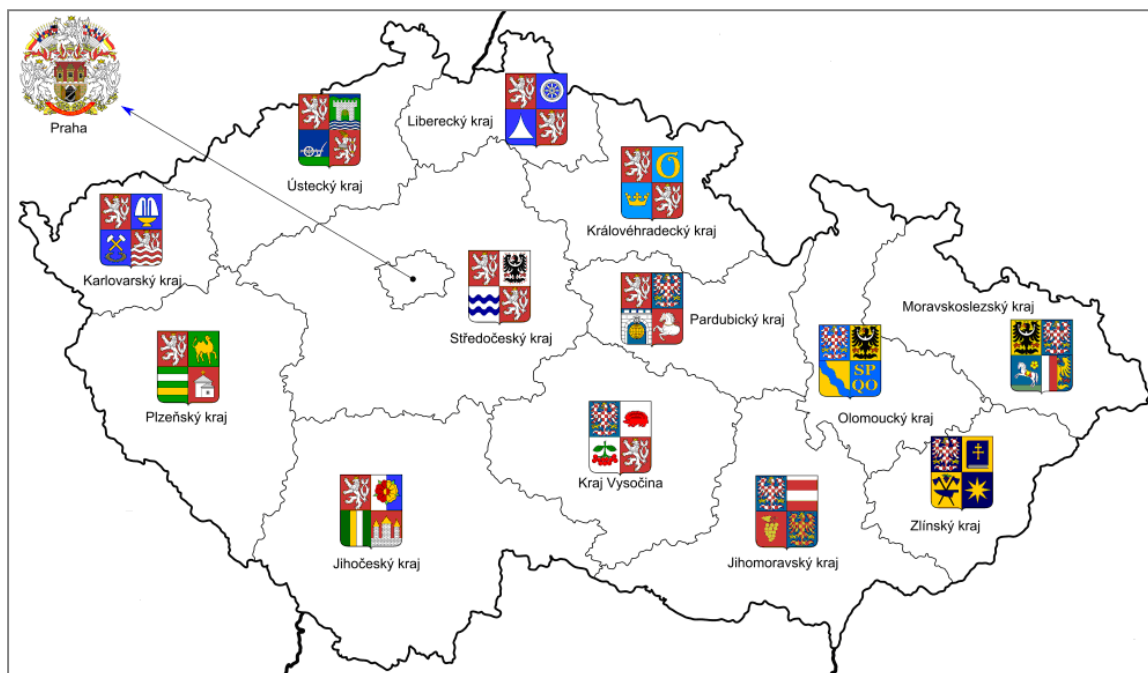 Praha
Liberecký kraj
Ústecký kraj
Královéhradecký kraj
Karlovarský kraj
Středočeský kraj
Pardubický kraj
Moravskoslezský kraj
Plzeňský kraj
SP
QO
Olomoucký kraj
Kraj Vysočina
Zlínský kraj
Jihočeský kraj
Jihomoravský kraj